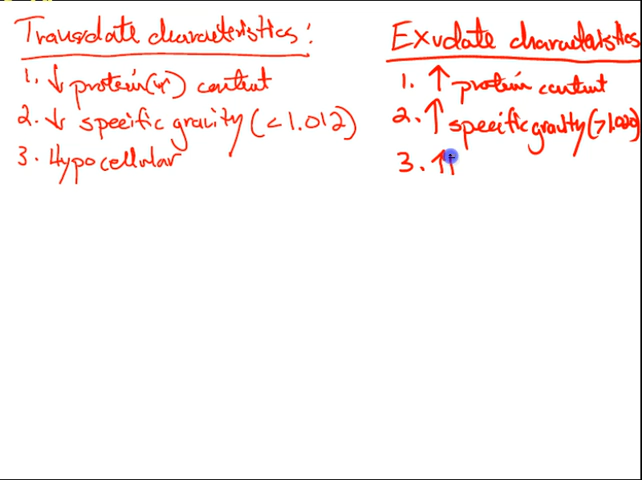 Transudate characteristics:
1. ↓ protein() content
2. ↓ specific gravity (<1.012)
3. Hypocellular
Exudate characteristics
1. ↑ protein content
2. ↑ specific gravity (>1.020)
3. ↑